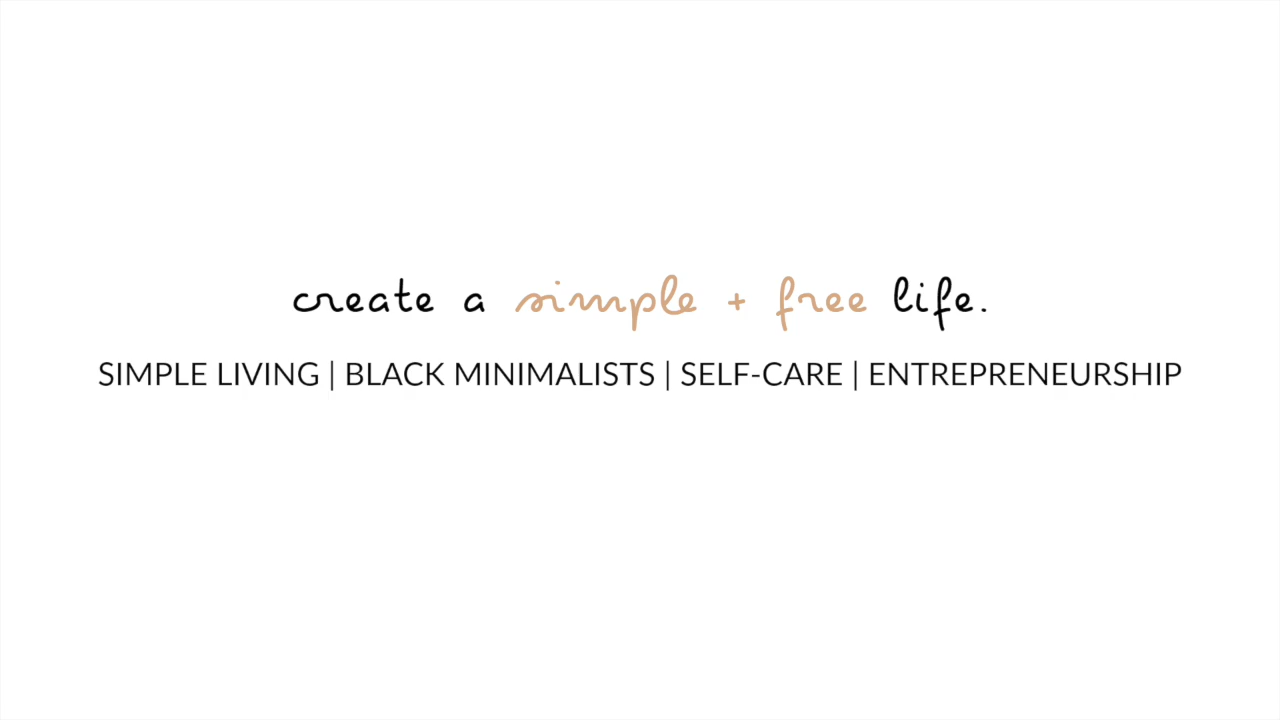 create a simple + free life.
SIMPLE LIVING | BLACK MINIMALISTS | SELF-CARE | ENTREPRENEURSHIP